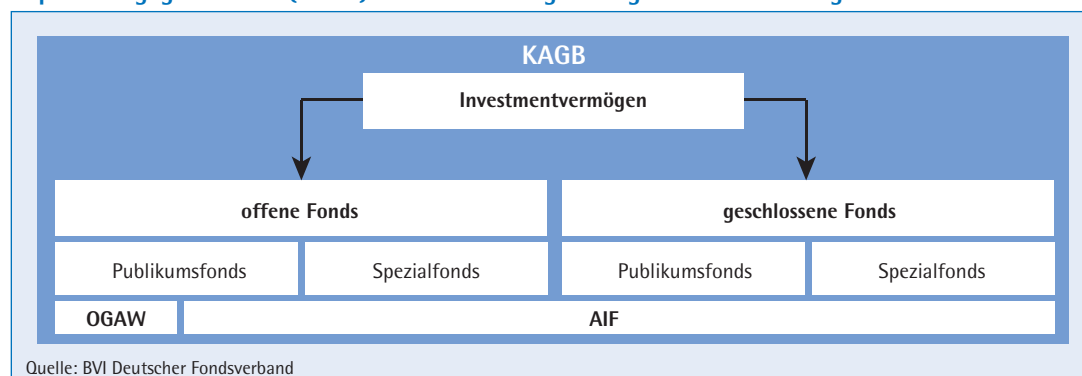 KAGB
Investmentvermögen
offene Fonds
geschlossene Fonds
Publikumsfonds
Spezialfonds
Publikumsfonds
Spezialfonds
OGAW
AIF
Quelle: BVI Deutscher Fondsverband